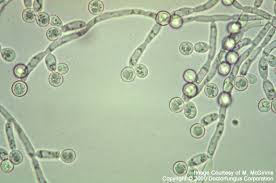 Image Courtesy of M. McGinnis
Copyright © 2000 Doctorfungus Corporation